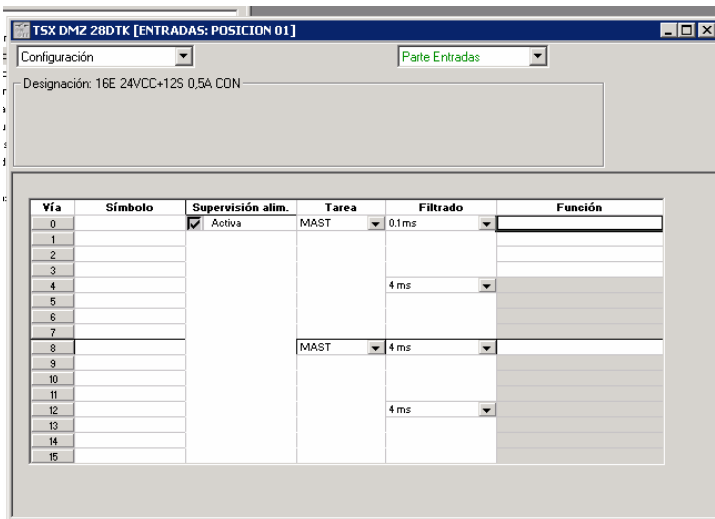 TSX DMZ 28DTK [ENTRADAS: POSICION 01]
Configuración Parte Entradas
Designación: 16E 24VCC+12S 0,5A CON
Vía Símbolo Supervisión alim. Tarea Filtrado Función
0 Activa MAST 0.1ms
1
2
3
4 4 ms
5
6
7
8 MAST 4 ms
9
10
11
12 4 ms
13
14
15